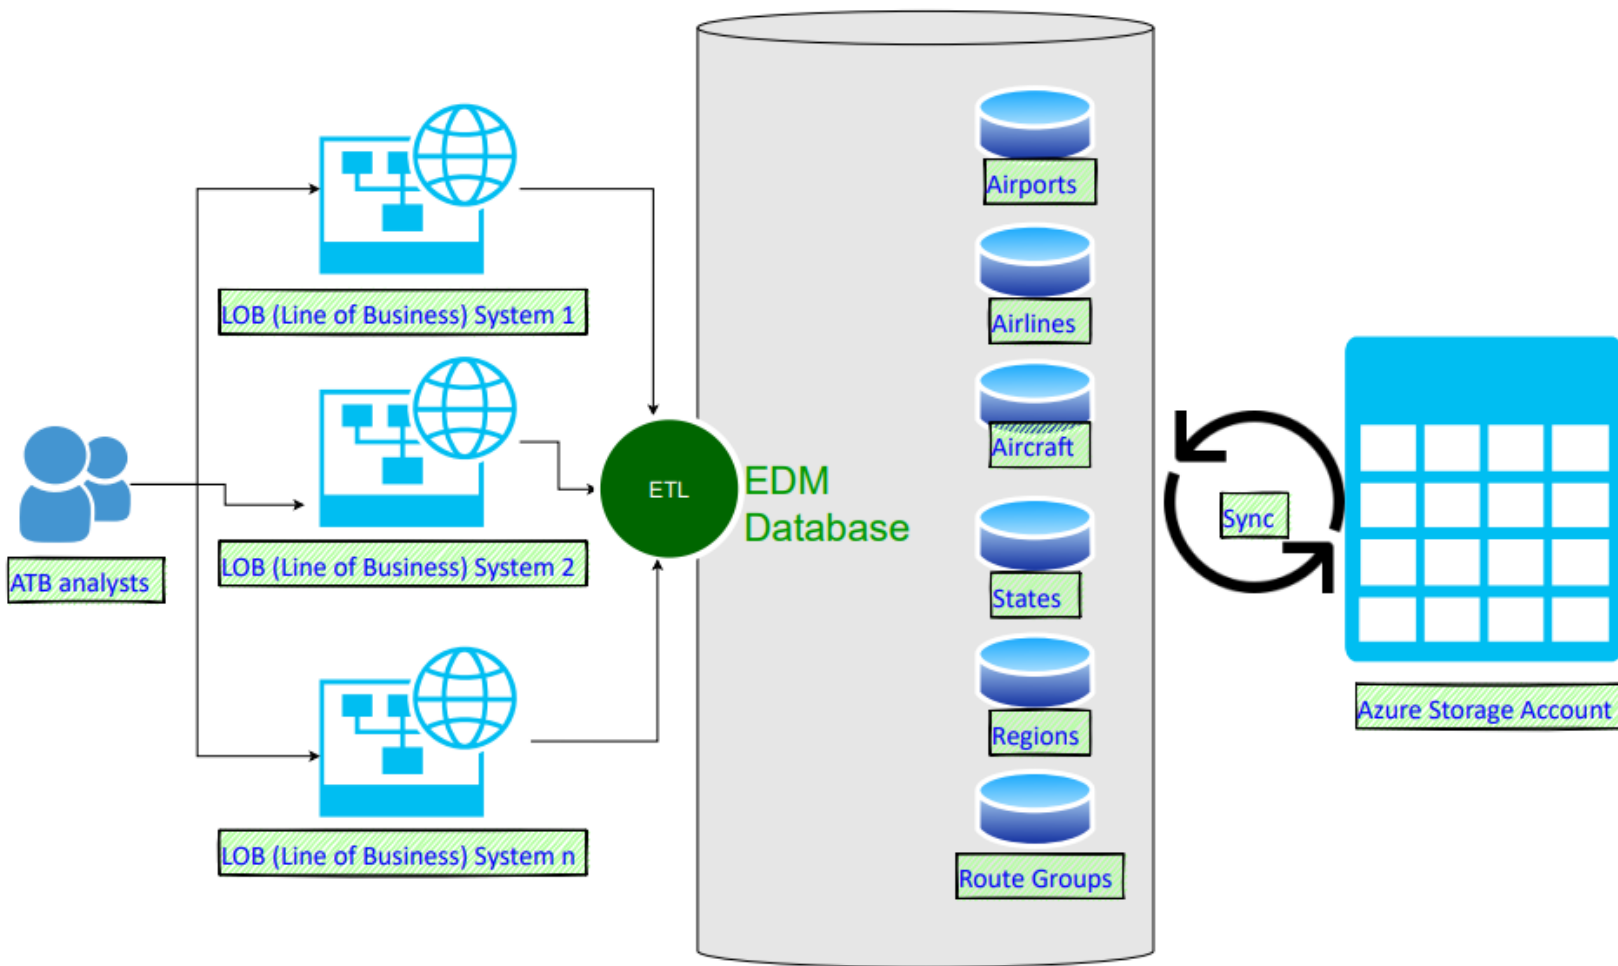 Airports
LOB (Line of Business) System 1
Airlines
Aircraft
ETL
EDM
Database
Sync
ATB analysts
LOB (Line of Business) System 2
States
Regions
Azure Storage Account
LOB (Line of Business) System n
Route Groups